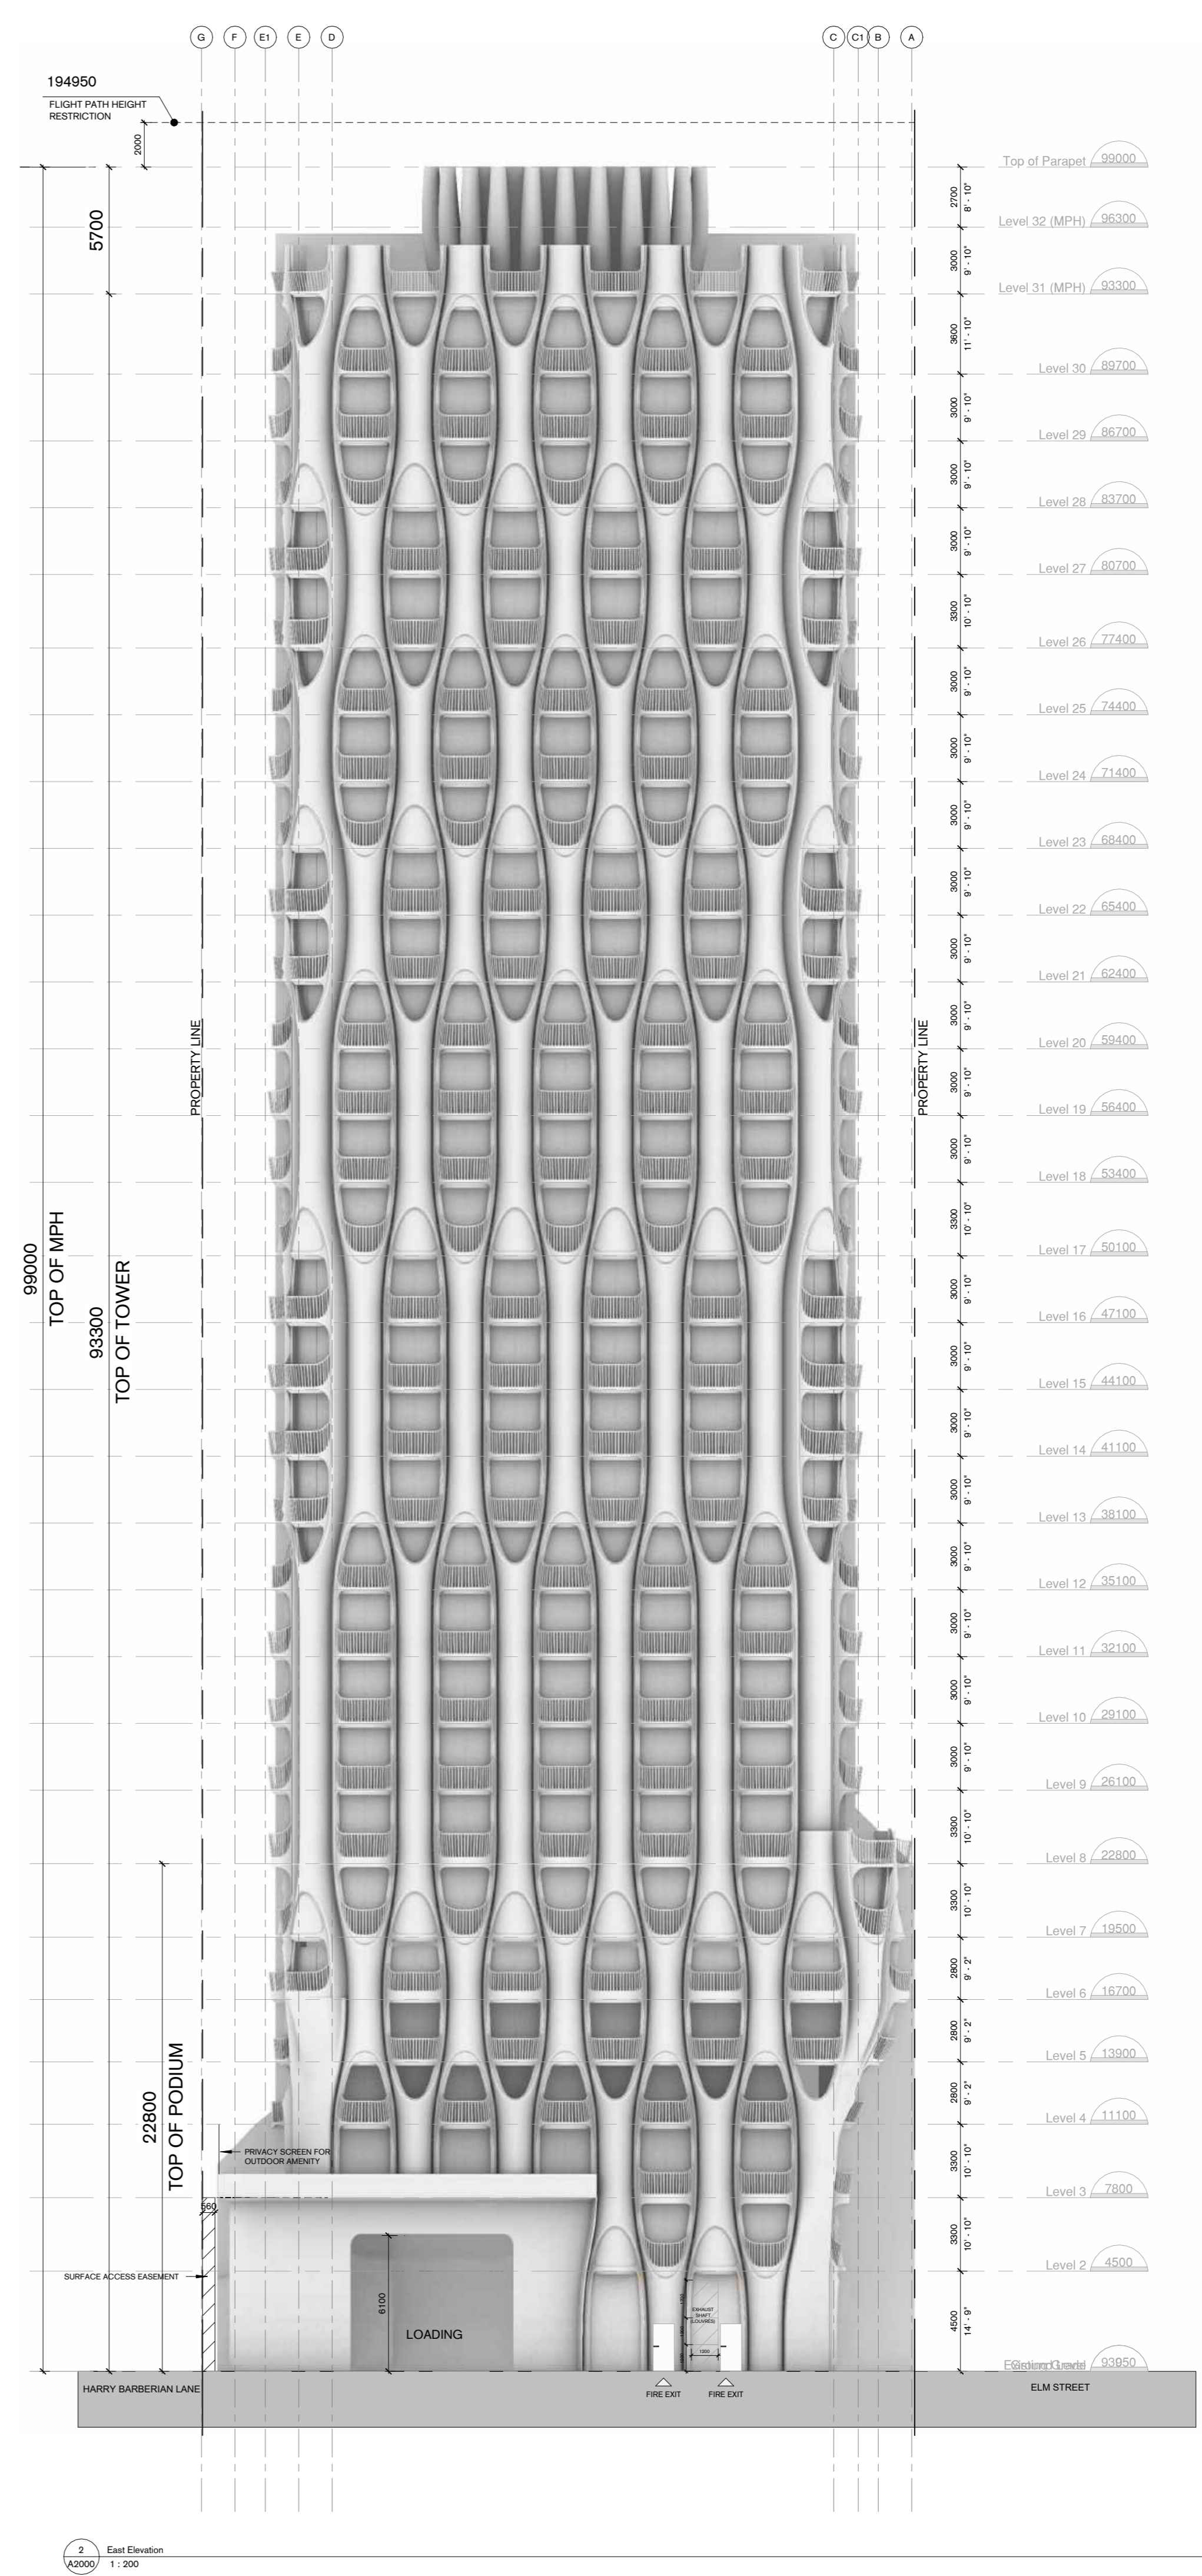 G F E1 E D C C1 B A
194950
FLIGHT PATH HEIGHT
RESTRICTION
2000
5700
99000
TOP OF MPH
93300
TOP OF TOWER
22800
TOP OF PODIUM
PROPERTY LINE
PROPERTY LINE
Top of Parapet 99000
2700 8' - 10"
Level 32 (MPH) 96300
3000 9' - 10"
Level 31 (MPH) 93300
3600 11' - 10"
Level 30 89700
3000 9' - 10"
Level 29 86700
3000 9' - 10"
Level 28 83700
3000 9' - 10"
Level 27 80700
3300 10' - 10"
Level 26 77400
3000 9' - 10"
Level 25 74400
3000 9' - 10"
Level 24 71400
3000 9' - 10"
Level 23 68400
3000 9' - 10"
Level 22 65400
3000 9' - 10"
Level 21 62400
3000 9' - 10"
Level 20 59400
3000 9' - 10"
Level 19 56400
3000 9' - 10"
Level 18 53400
3300 10' - 10"
Level 17 50100
3000 9' - 10"
Level 16 47100
3000 9' - 10"
Level 15 44100
3000 9' - 10"
Level 14 41100
3000 9' - 10"
Level 13 38100
3000 9' - 10"
Level 12 35100
3000 9' - 10"
Level 11 32100
3000 9' - 10"
Level 10 29100
3000 9' - 10"
Level 9 26100
3300 10' - 10"
Level 8 22800
3300 10' - 10"
Level 7 19500
2800 9' - 2"
Level 6 16700
2800 9' - 2"
Level 5 13900
2800 9' - 2"
Level 4 11100
3300 10' - 10"
Level 3 7800
3300 10' - 10"
Level 2 4500
4500 14' - 9"
93950
PRIVACY SCREEN FOR
OUTDOOR AMENITY
560
SURFACE ACCESS EASEMENT
6100
LOADING
EXHAUST
SHAFT
(LOUVRES)
1200
HARRY BARBERIAN LANE
FIRE EXIT
FIRE EXIT
ELM STREET
2 East Elevation
A2000 1 : 200